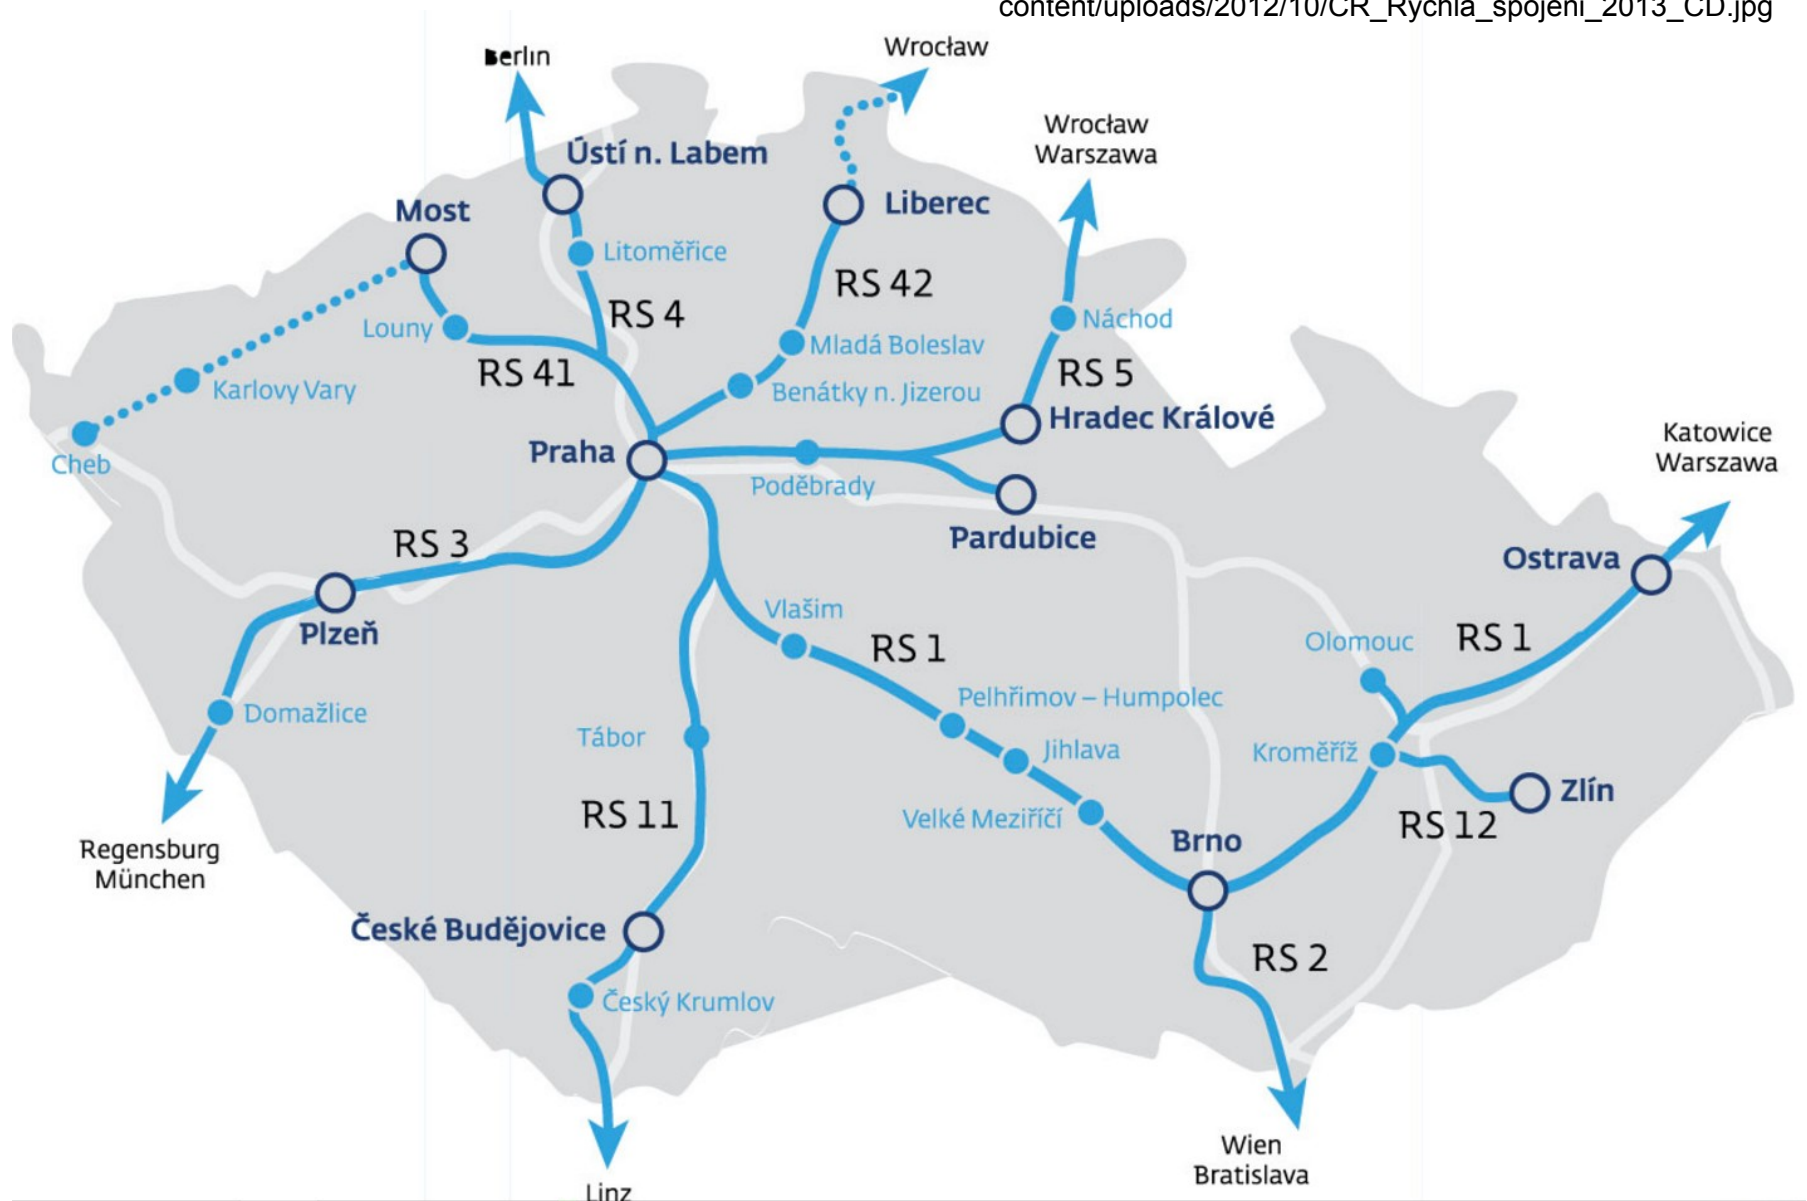 content/uploads/2012/10/CR_Rychla_spojeni_2013_CD.jpg
Berlin
Wrocław
Wrocław
Warszawa
Ústí n. Labem
Most
Liberec
Litoměřice
RS 42
RS 4
Louny
Náchod
Mladá Boleslav
RS 41
RS 5
Karlovy Vary
Benátky n. Jizerou
Hradec Králové
Praha
Katowice
Warszawa
Cheb
Poděbrady
Pardubice
RS 3
Ostrava
Plzeň
Vlašim
RS 1
RS 1
Olomouc
Pelhřimov – Humpolec
Domažlice
Tábor
Jihlava
Kroměříž
Zlín
RS 11
Velké Meziříčí
RS 12
Brno
Regensburg
München
České Budějovice
RS 2
Český Krumlov
Wien
Bratislava
Linz